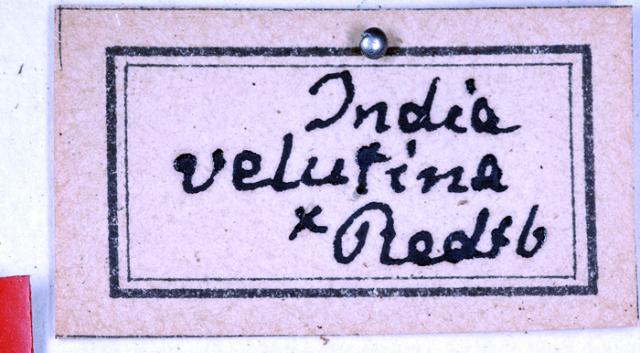 India
velutina
x Redtb